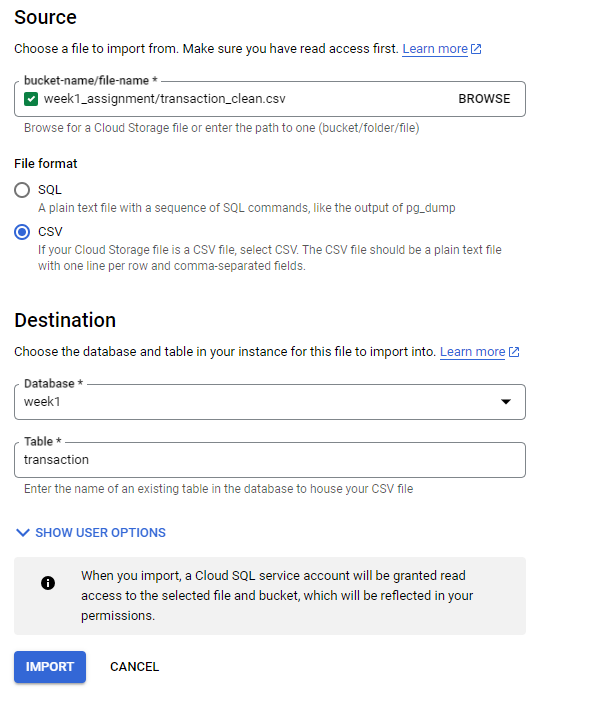 Source
Choose a file to import from. Make sure you have read access first. Learn more
bucket-name/file-name *
week1_assignment/transaction_clean.csv BROWSE
Browse for a Cloud Storage file or enter the path to one (bucket/folder/file)
File format
SQL
A plain text file with a sequence of SQL commands, like the output of pg_dump
CSV
If your Cloud Storage file is a CSV file, select CSV. The CSV file should be a plain text file
with one line per row and comma-separated fields.
Destination
Choose the database and table in your instance for this file to import into. Learn more
Database *
week1
Table *
transaction
Enter the name of an existing table in the database to house your CSV file
SHOW USER OPTIONS
When you import, a Cloud SQL service account will be granted read
access to the selected file and bucket, which will be reflected in your
permissions.
IMPORT CANCEL